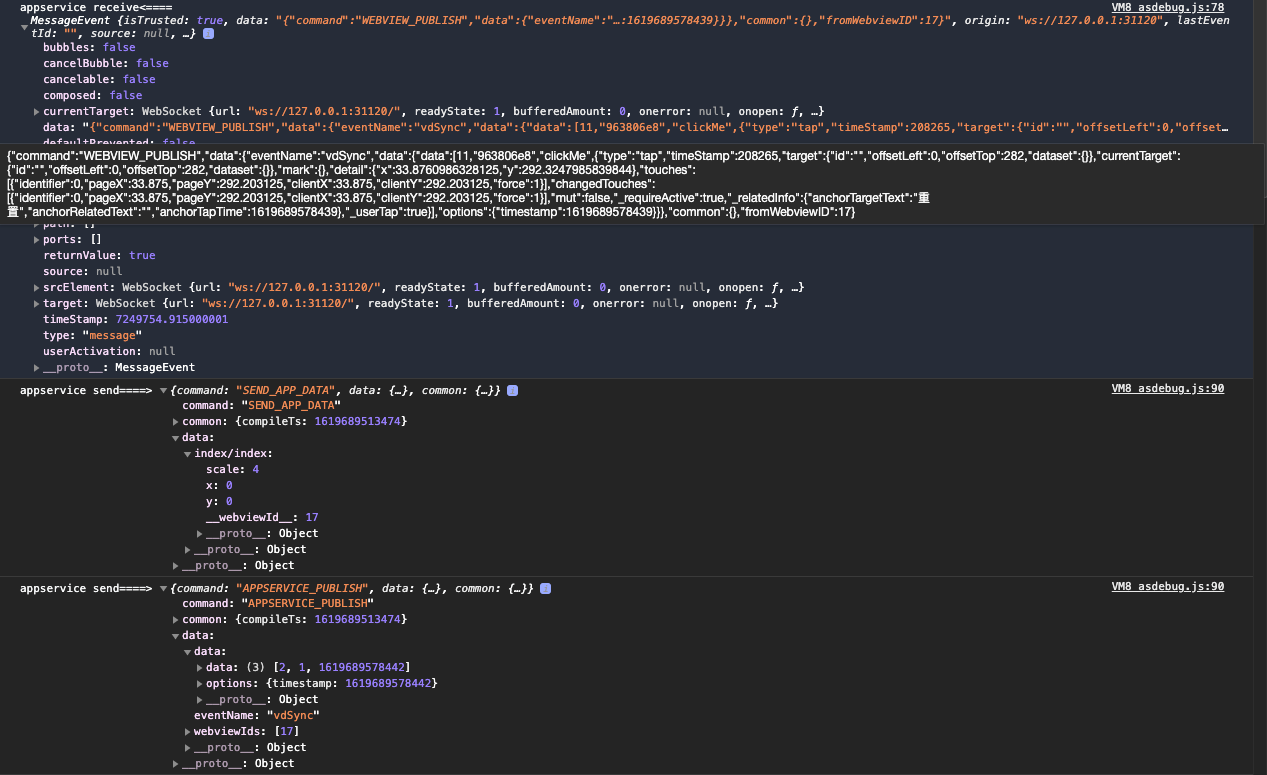 appservice receive<==== VM8 asdebug.js:78
MessageEvent {isTrusted: true, data: "{"command":"WEBVIEW_PUBLISH","data":{"eventName":"…:1619689578439}}},"common":{},"fromWebviewID":17}", origin: "ws://127.0.0.1:31120", lastEven
tId: "", source: null, …}
bubbles: false
cancelBubble: false
cancelable: false
composed: false
currentTarget: WebSocket {url: "ws://127.0.0.1:31120/", readyState: 1, bufferedAmount: 0, onerror: null, onopen: ƒ, …}
data: "{"command":"WEBVIEW_PUBLISH","data":{"eventName":"vdSync","data":{"data":[11,"963806e8","clickMe",{"type":"tap","timeStamp":208265,"target":{"id":"","offsetLeft":0,"offset…
defaultPrevented: false
{"command":"WEBVIEW_PUBLISH","data":{"eventName":"vdSync","data":{"data":[11,"963806e8","clickMe",{"type":"tap","timeStamp":208265,"target":{"id":"","offsetLeft":0,"offsetTop":282,"dataset":{}},"currentTarget":
{"id":"","offsetLeft":0,"offsetTop":282,"dataset":{}},"mark":{},"detail":{"x":33.8760986328125,"y":292.3247985839844},"touches":
[{"identifier":0,"pageX":33.875,"pageY":292.203125,"clientX":33.875,"clientY":292.203125,"force":1}],"changedTouches":
[{"identifier":0,"pageX":33.875,"pageY":292.203125,"clientX":33.875,"clientY":292.203125,"force":1}],"mut":false,"_requireActive":true,"_relatedInfo":{"anchorTargetText":"重
置","anchorRelatedText":"","anchorTapTime":1619689578439},"_userTap":true}],"options":{"timestamp":1619689578439}}},"common":{},"fromWebviewID":17}
path: []
ports: []
returnValue: true
source: null
srcElement: WebSocket {url: "ws://127.0.0.1:31120/", readyState: 1, bufferedAmount: 0, onerror: null, onopen: ƒ, …}
target: WebSocket {url: "ws://127.0.0.1:31120/", readyState: 1, bufferedAmount: 0, onerror: null, onopen: ƒ, …}
timeStamp: 7249754.915000001
type: "message"
userActivation: null
__proto__: MessageEvent
appservice send====> {command: "SEND_APP_DATA", data: {…}, common: {…}} VM8 asdebug.js:90
command: "SEND_APP_DATA"
common: {compileTs: 1619689513474}
data:
index/index:
scale: 4
x: 0
y: 0
__webviewId__: 17
__proto__: Object
__proto__: Object
__proto__: Object
appservice send====> {command: "APPSERVICE_PUBLISH", data: {…}, common: {…}} VM8 asdebug.js:90
command: "APPSERVICE_PUBLISH"
common: {compileTs: 1619689513474}
data:
data:
data: (3) [2, 1, 1619689578442]
options: {timestamp: 1619689578442}
__proto__: Object
eventName: "vdSync"
webviewIds: [17]
__proto__: Object
__proto__: Object